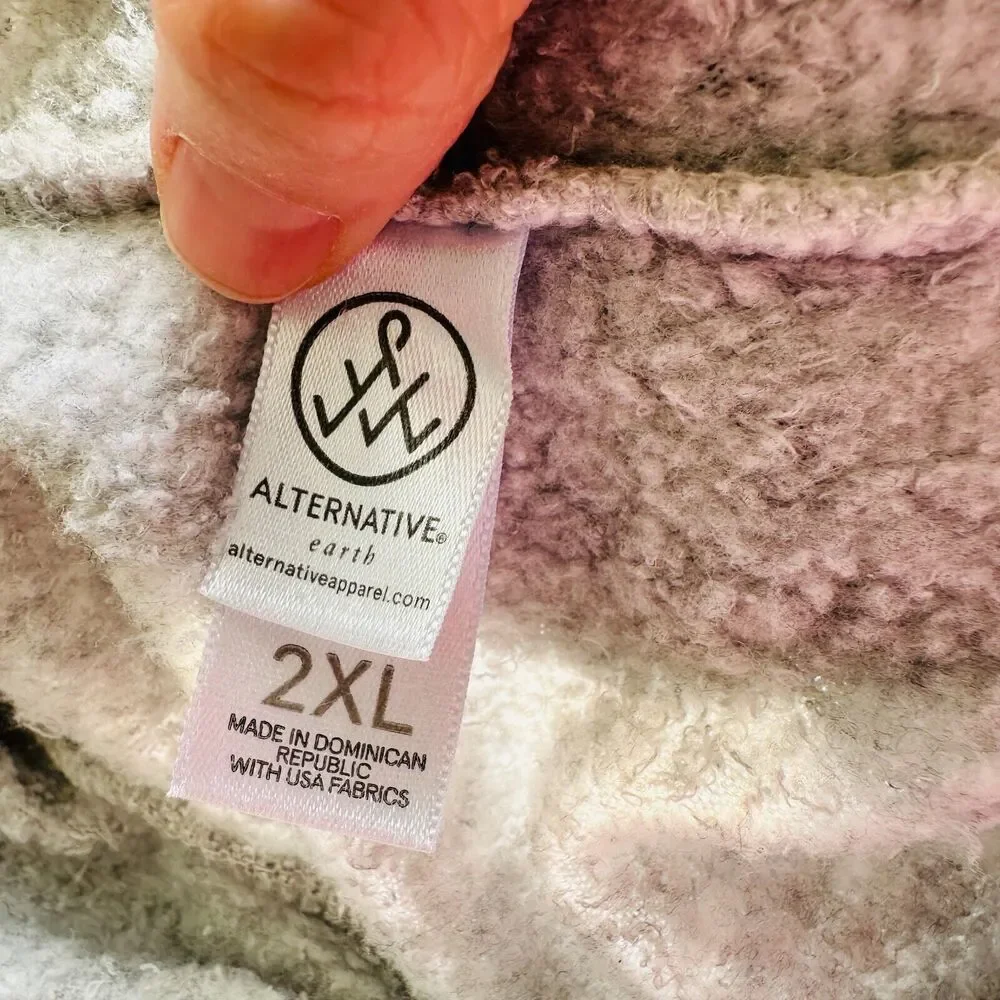 ALTERNATIVE®
earth
alternativeapparel.com
2XL
MADE IN DOMINICAN
REPUBLIC
WITH USA FABRICS